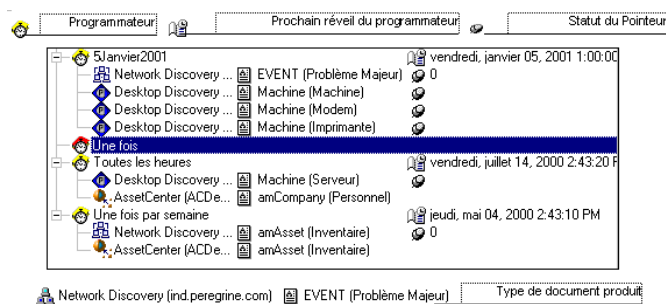 Programmateur Prochain réveil du programmateur Statut du Pointeur
5Janvier2001 vendredi, janvier 05, 2001 1:00:00
Network Discovery ... EVENT (Problème Majeur) 0
Desktop Discovery ... Machine (Machine)
Desktop Discovery ... Machine (Modem)
Desktop Discovery ... Machine (Imprimante)
Une fois
Toutes les heures vendredi, juillet 14, 2000 2:43:20 F
Desktop Discovery ... Machine (Serveur)
AssetCenter (ACDe... amCompany (Personnel)
Une fois par semaine jeudi, mai 04, 2000 2:43:10 PM
Network Discovery ... amAsset (Inventaire) 0
AssetCenter (ACDe... amAsset (Inventaire)
Network Discovery (ind.peregrine.com) EVENT (Problème Majeur) Type de document produit